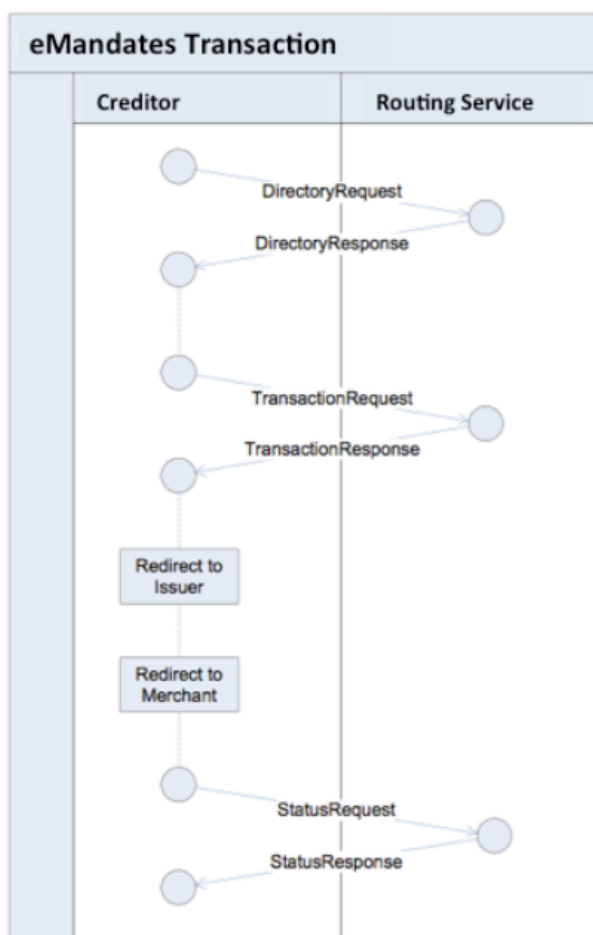 eMandates Transaction
Creditor
Routing Service
DirectoryRequest
DirectoryResponse
TransactionRequest
TransactionResponse
Redirect to
Issuer
Redirect to
Merchant
StatusRequest
StatusResponse